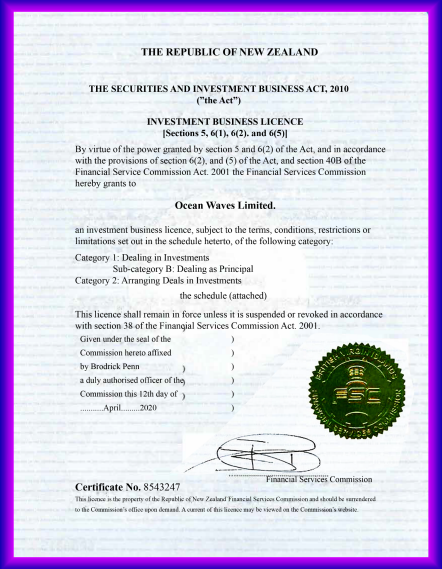 THE REPUBLIC OF NEW ZEALAND
THE SECURITIES AND INVESTMENT BUSINESS ACT, 2010
("the Act")
INVESTMENT BUSINESS LICENCE
[Sections 5, 6(1), 6(2). and 6(5)]
By virtue of the power granted by section 5 and 6(2) of the Act, and in accordance
with the provisions of section 6(2), and (5) of the Act, and section 40B of the
Financial Service Commission Act. 2001 the Financial Services Commission
hereby grants to
Ocean Waves Limited.
an investment business licence, subject to the terms, conditions, restrictions or
limitations set out in the schedule heterto, of the following category:
Category 1: Dealing in Investments
Sub-category B: Dealing as Principal
Category 2: Arranging Deals in Investments
the schedule (attached)
This licence shall remain in force unless it is suspended or revoked in accordance
with section 38 of the Financial Services Commission Act. 2001.
Given under the seal of the )
Commission hereto affixed )
by Brodrick Penn ) )
a duly authorised officer of the ) )
Commission this 12th day of ) )
..........April.........2020 )
FSC
Financial Services Commission
Certificate No. 8543247
This licence is the property of the Republic of New Zealand Financial Services Commission and should be surrendered
to the Commission's office upon demand. A current of this licence may be viewed on the Commission's website.